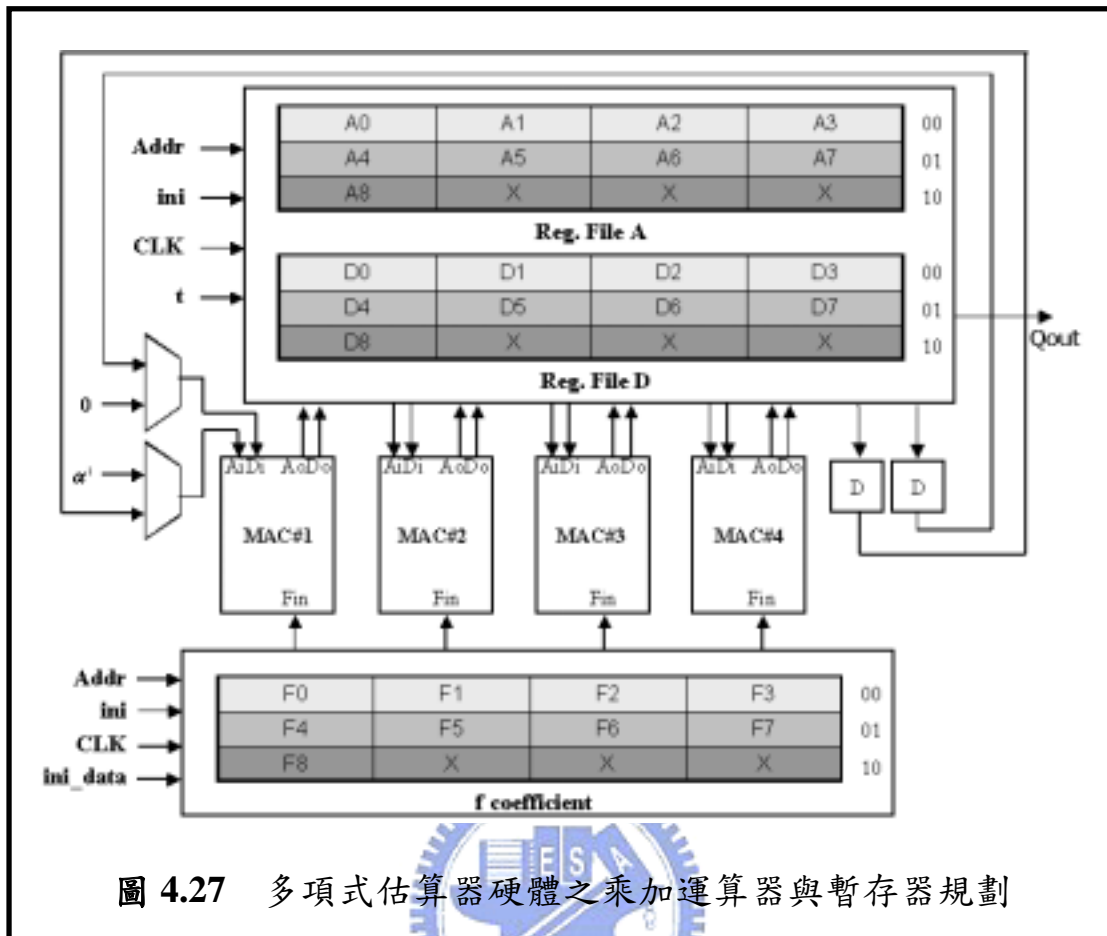 A0 A1 A2 A3 00
Addr
A4 A5 A6 A7 01
ini
A8 X X X 10
Reg. File A
CLK
D0 D1 D2 D3 00
t
D4 D5 D6 D7 01
D8 X X X 10
Qout
Reg. File D
0
AiDi AoDo AiDi AoDo AiDi AoDo AiDi AoDo
D D
MAC#1 MAC#2 MAC#3 MAC#4
Fin Fin Fin Fin
Addr
F0 F1 F2 F3 00
ini
F4 F5 F6 F7 01
CLK
F8 X X X 10
ini_data
f coefficient
ESA
圖 4.27 多項式估算器硬體之乘加運算器與暫存器規劃